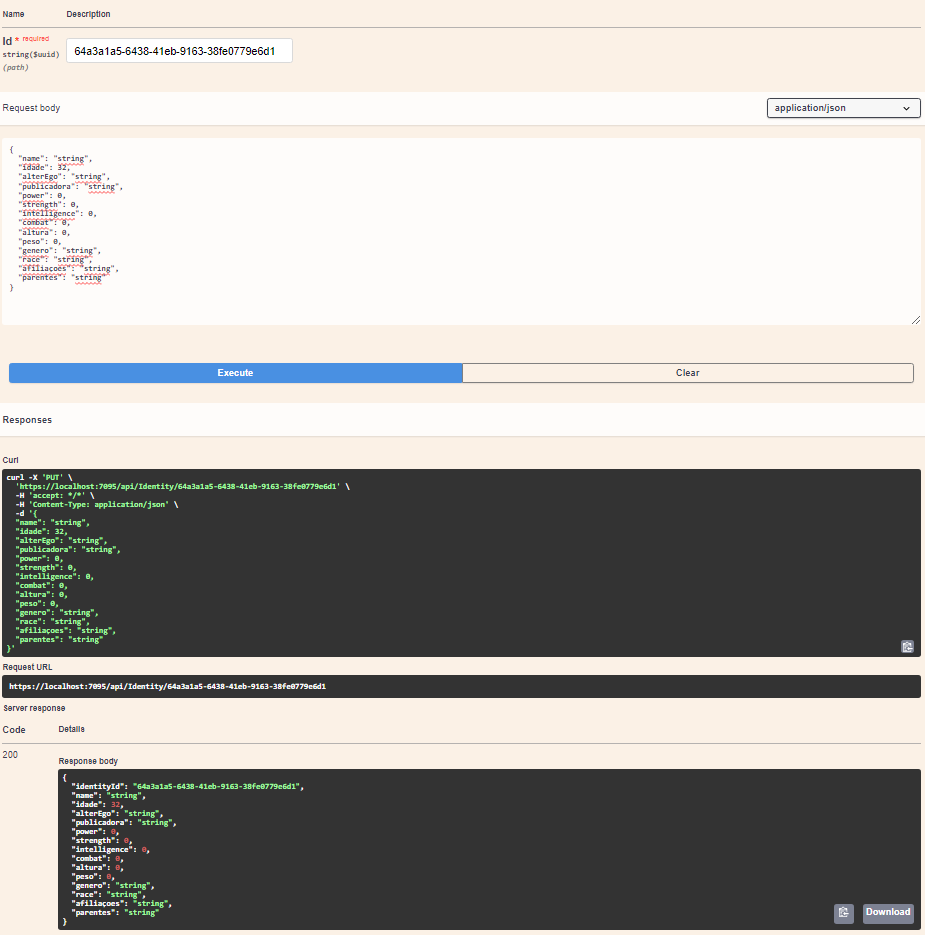 Name Description
Id * required
string($uuid) 64a3a1a5-6438-41eb-9163-38fe0779e6d1
(path)
Request body application/json
{
"name": "string",
"idade": 32,
"alterEgo": "string",
"publicadora": "string",
"power": 0,
"strength": 0,
"intelligence": 0,
"combat": 0,
"altura": 0,
"peso": 0,
"genero": "string",
"race": "string",
"afiliaçoes": "string",
"parentes": "string"
}
Execute Clear
Responses
Curl
curl -X 'PUT' \
'https://localhost:7095/api/Identity/64a3a1a5-6438-41eb-9163-38fe0779e6d1' \
-H 'accept: */*' \
-H 'Content-Type: application/json' \
-d '{
"name": "string",
"idade": 32,
"alterEgo": "string",
"publicadora": "string",
"power": 0,
"strength": 0,
"intelligence": 0,
"combat": 0,
"altura": 0,
"peso": 0,
"genero": "string",
"race": "string",
"afiliaçoes": "string",
"parentes": "string"
}'
Request URL
https://localhost:7095/api/Identity/64a3a1a5-6438-41eb-9163-38fe0779e6d1
Server response
Code Details
200
Response body
{
"identityId": "64a3a1a5-6438-41eb-9163-38fe0779e6d1",
"name": "string",
"idade": 32,
"alterEgo": "string",
"publicadora": "string",
"power": 0,
"strength": 0,
"intelligence": 0,
"combat": 0,
"altura": 0,
"peso": 0,
"genero": "string",
"race": "string",
"afiliaçoes": "string",
"parentes": "string"
}
Download